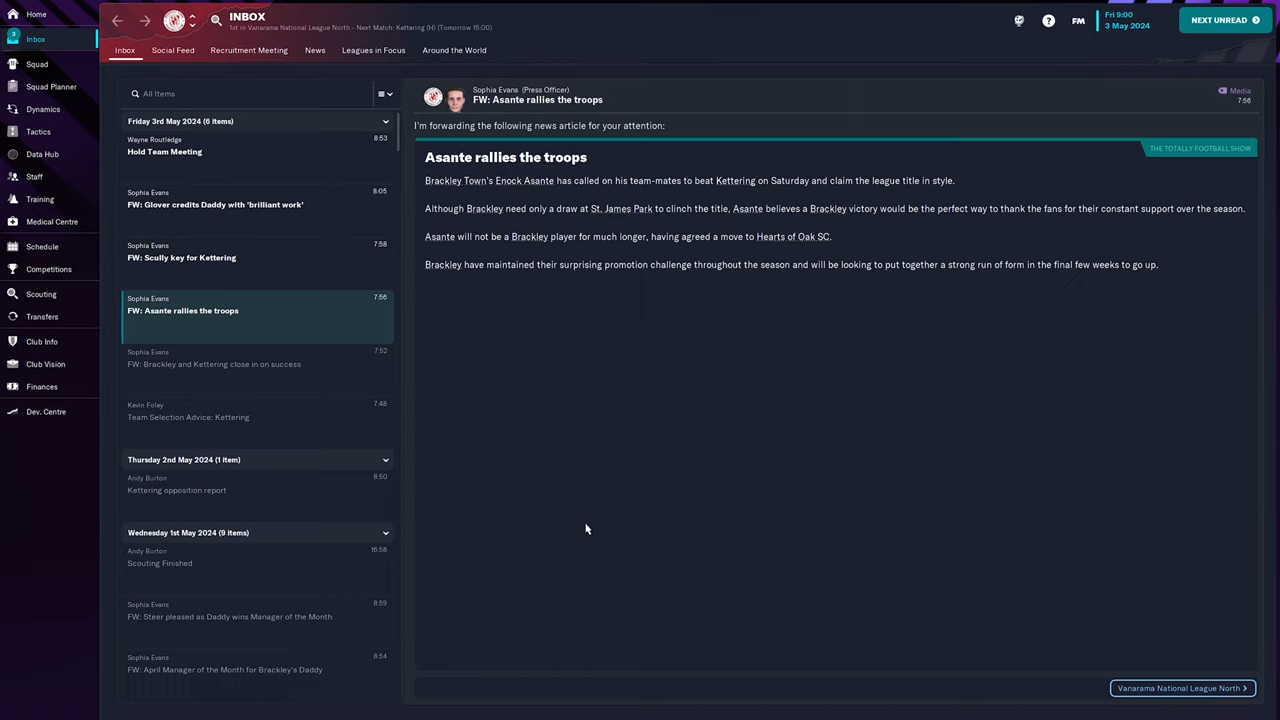 Home
3
Inbox
Squad
Squad Planner
Dynamics
Tactics
Data Hub
Staff
Training
Medical Centre
Schedule
Competitions
Scouting
Transfers
Club Info
Club Vision
Finances
Dev. Centre
INBOX
1st in Vanarama National League North - Next Match: Kettering (H) (Tomorrow 15:00)
?
FM
Fri 9:00
3 May 2024
NEXT UNREAD
Inbox
Social Feed
Recruitment Meeting
News
Leagues in Focus
Around the World
All Items
Friday 3rd May 2024 (6 items)
Wayne Routledge
8:53
Hold Team Meeting
Sophia Evans
8:05
FW: Glover credits Daddy with 'brilliant work'
Sophia Evans
7:58
FW: Scully key for Kettering
Sophia Evans
7:56
FW: Asante rallies the troops
Sophia Evans
7:52
FW: Brackley and Kettering close in on success
Kevin Foley
7:48
Team Selection Advice: Kettering
Thursday 2nd May 2024 (1 item)
Andy Burton
8:50
Kettering opposition report
Wednesday 1st May 2024 (9 items)
Andy Burton
16:58
Scouting Finished
Sophia Evans
8:59
FW: Steer pleased as Daddy wins Manager of the Month
Sophia Evans
8:54
FW: April Manager of the Month for Brackley's Daddy
Sophia Evans (Press Officer)
FW: Asante rallies the troops
Media
7:56
I'm forwarding the following news article for your attention:
THE TOTALLY FOOTBALL SHOW
Asante rallies the troops
Brackley Town's Enock Asante has called on his team-mates to beat Kettering on Saturday and claim the league title in style.
Although Brackley need only a draw at St. James Park to clinch the title, Asante believes a Brackley victory would be the perfect way to thank the fans for their constant support over the season.
Asante will not be a Brackley player for much longer, having agreed a move to Hearts of Oak SC.
Brackley have maintained their surprising promotion challenge throughout the season and will be looking to put together a strong run of form in the final few weeks to go up.
Vanarama National League North